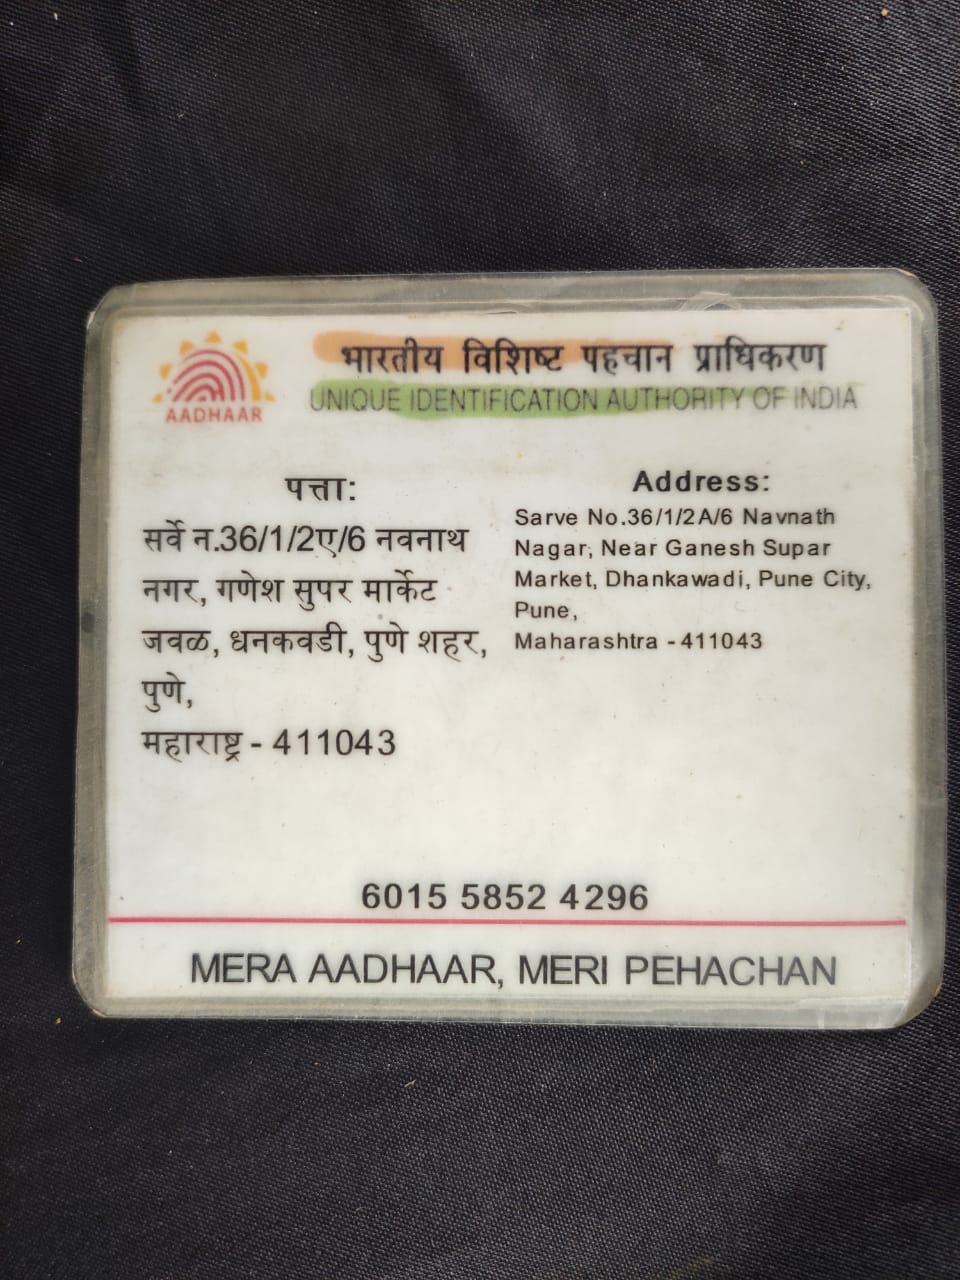 भारतीय विशिष्ट पहचान प्राधिकरण
AADHAAR
UNIQUE IDENTIFICATION AUTHORITY OF INDIA
पत्ता:
सर्वे न.36/1/2ए/6 नवनाथ
नगर, गणेश सुपर मार्केट
जवळ, धनकवडी, पुणे शहर,
पुणे,
महाराष्ट्र - 411043
Address:
Sarve No.36/1/2A/6 Navnath
Nagar, Near Ganesh Supar
Market, Dhankawadi, Pune City,
Pune,
Maharashtra - 411043
6015 5852 4296
MERA AADHAAR, MERI PEHACHAN